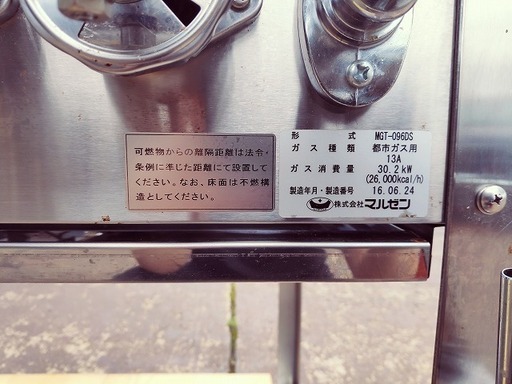 可燃物からの離隔距離は法令・
条例に準じた距離にて設置して
ください。なお、床面は不燃構
造としてください。
形式 MGT-096DS
ガス種類 都市ガス用
13A
ガス消費量 30.2kW
(26,000kcal/h)
製造年月・製造番号 16.06.24
株式会社マルゼン